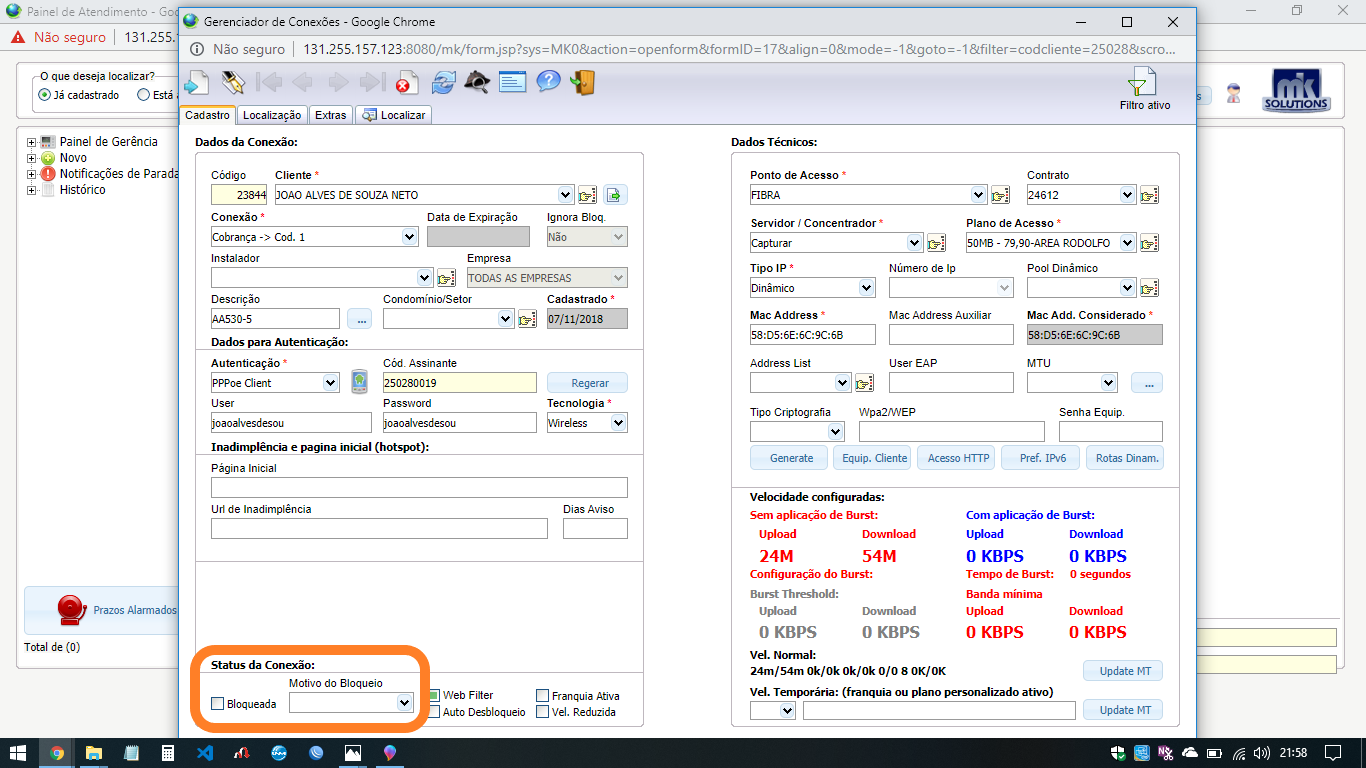 Painel de Atendimento - Go
Não seguro | 131.255.1
Gerenciador de Conexões - Google Chrome
Não seguro | 131.255.157.123:8080/mk/form.jsp?sys=MK0&action=openform&formID=17&align=0&mode=-1&goto=-1&filter=codcliente=25028&scro...
O que deseja localizar?
Já cadastrado
Está
Filtro ativo
mk
SOLUTIONS
Painel de Gerência
Novo
Notificações de Parada
Histórico
Prazos Alarmados
Total de (0)
Cadastro Localização Extras Localizar
Dados da Conexão:
Código Cliente *
23844 JOAO ALVES DE SOUZA NETO
Conexão * Data de Expiração Ignora Bloq.
Cobrança -> Cod. 1 Não
Instalador Empresa
TODAS AS EMPRESAS
Descrição Condomínio/Setor Cadastrado *
AA530-5 ... 07/11/2018
Dados para Autenticação:
Autenticação * Cód. Assinante
PPPoe Client 250280019 Regerar
User Password Tecnologia *
joaoalvesdesou joaoalvesdesou Wireless
Inadimplência e pagina inicial (hotspot):
Página Inicial
Url de Inadimplência Dias Aviso
Status da Conexão:
Motivo do Bloqueio
Bloqueada
Web Filter Franquia Ativa
Auto Desbloqueio Vel. Reduzida
Dados Técnicos:
Ponto de Acesso * Contrato
FIBRA 24612
Servidor / Concentrador * Plano de Acesso *
Capturar 50MB - 79,90-AREA RODOLFO
Tipo IP * Número de Ip Pool Dinâmico
Dinâmico
Mac Address * Mac Address Auxiliar Mac Add. Considerado *
58:D5:6E:6C:9C:6B 58:D5:6E:6C:9C:6B
Address List User EAP MTU
...
Tipo Criptografia Wpa2/WEP Senha Equip.
Generate Equip. Cliente Acesso HTTP Pref. IPv6 Rotas Dinam.
Velocidade configuradas:
Sem aplicação de Burst: Com aplicação de Burst:
Upload Download Upload Download
24M 54M 0 KBPS 0 KBPS
Configuração do Burst: Tempo de Burst: 0 segundos
Burst Threshold: Banda mínima
Upload Download Upload Download
0 KBPS 0 KBPS 0 KBPS 0 KBPS
Vel. Normal:
24m/54m 0k/0k 0k/0k 0/0 8 0K/0K Update MT
Vel. Temporária: (franquia ou plano personalizado ativo)
Update MT
21:58